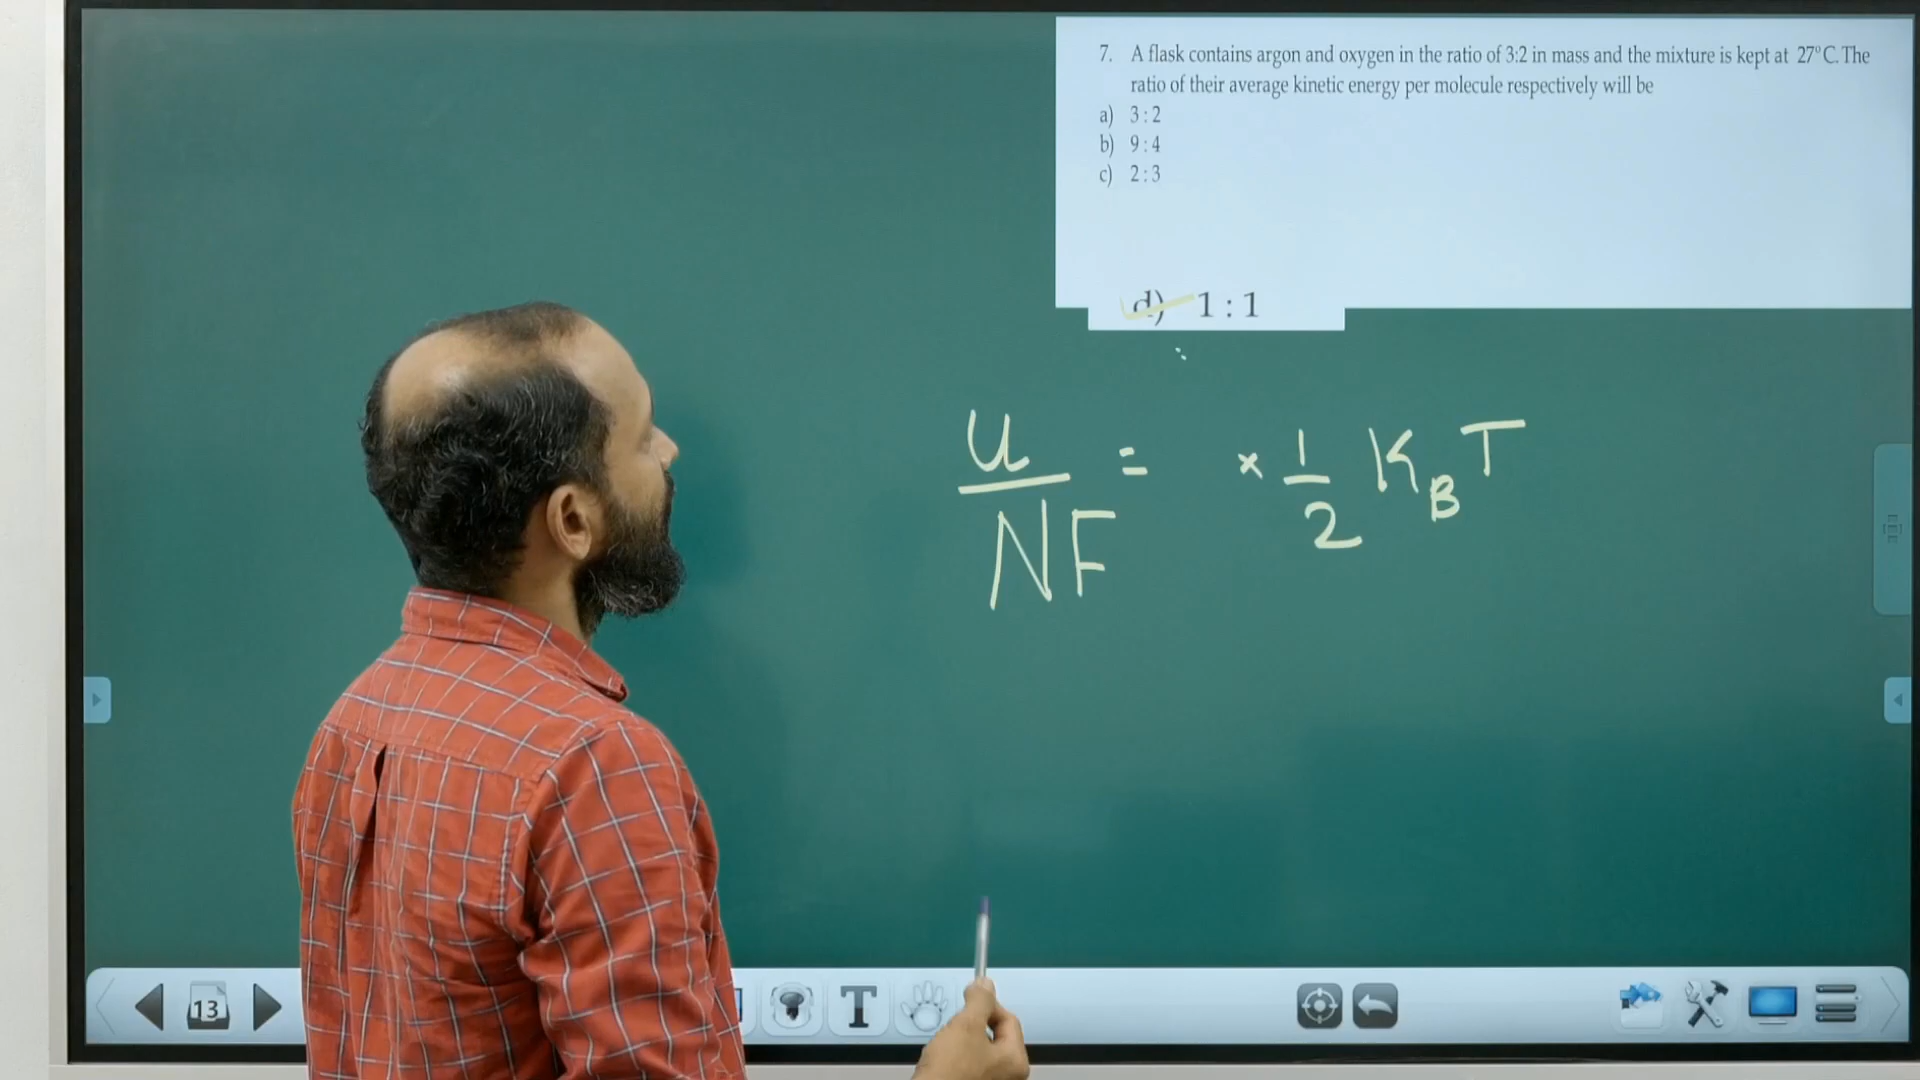 7. A flask contains argon and oxygen in the ratio of 3:2 in mass and the mixture is kept at 27°C. The
ratio of their average kinetic energy per molecule respectively will be
a) 3 : 2
b) 9 : 4
c) 2 : 3
d) 1 : 1
U/NF = × 1/2 K_B T
13
T